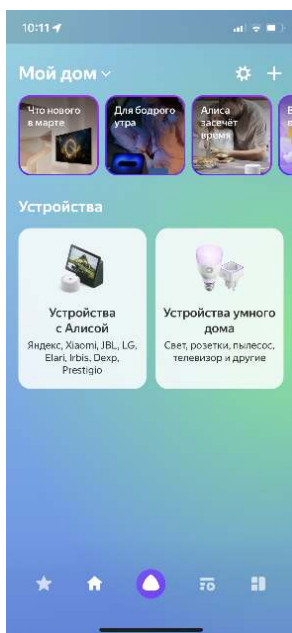 10:11
Мой дом
Что нового
в марте
Для бодрого
утра
Алиса
засечёт
время
Устройства
Устройства
с Алисой
Яндекс, Xiaomi, JBL, LG,
Elari, Irbis, Dexp,
Prestigio
Устройства умного
дома
Свет, розетки, пылесос,
телевизор и другие